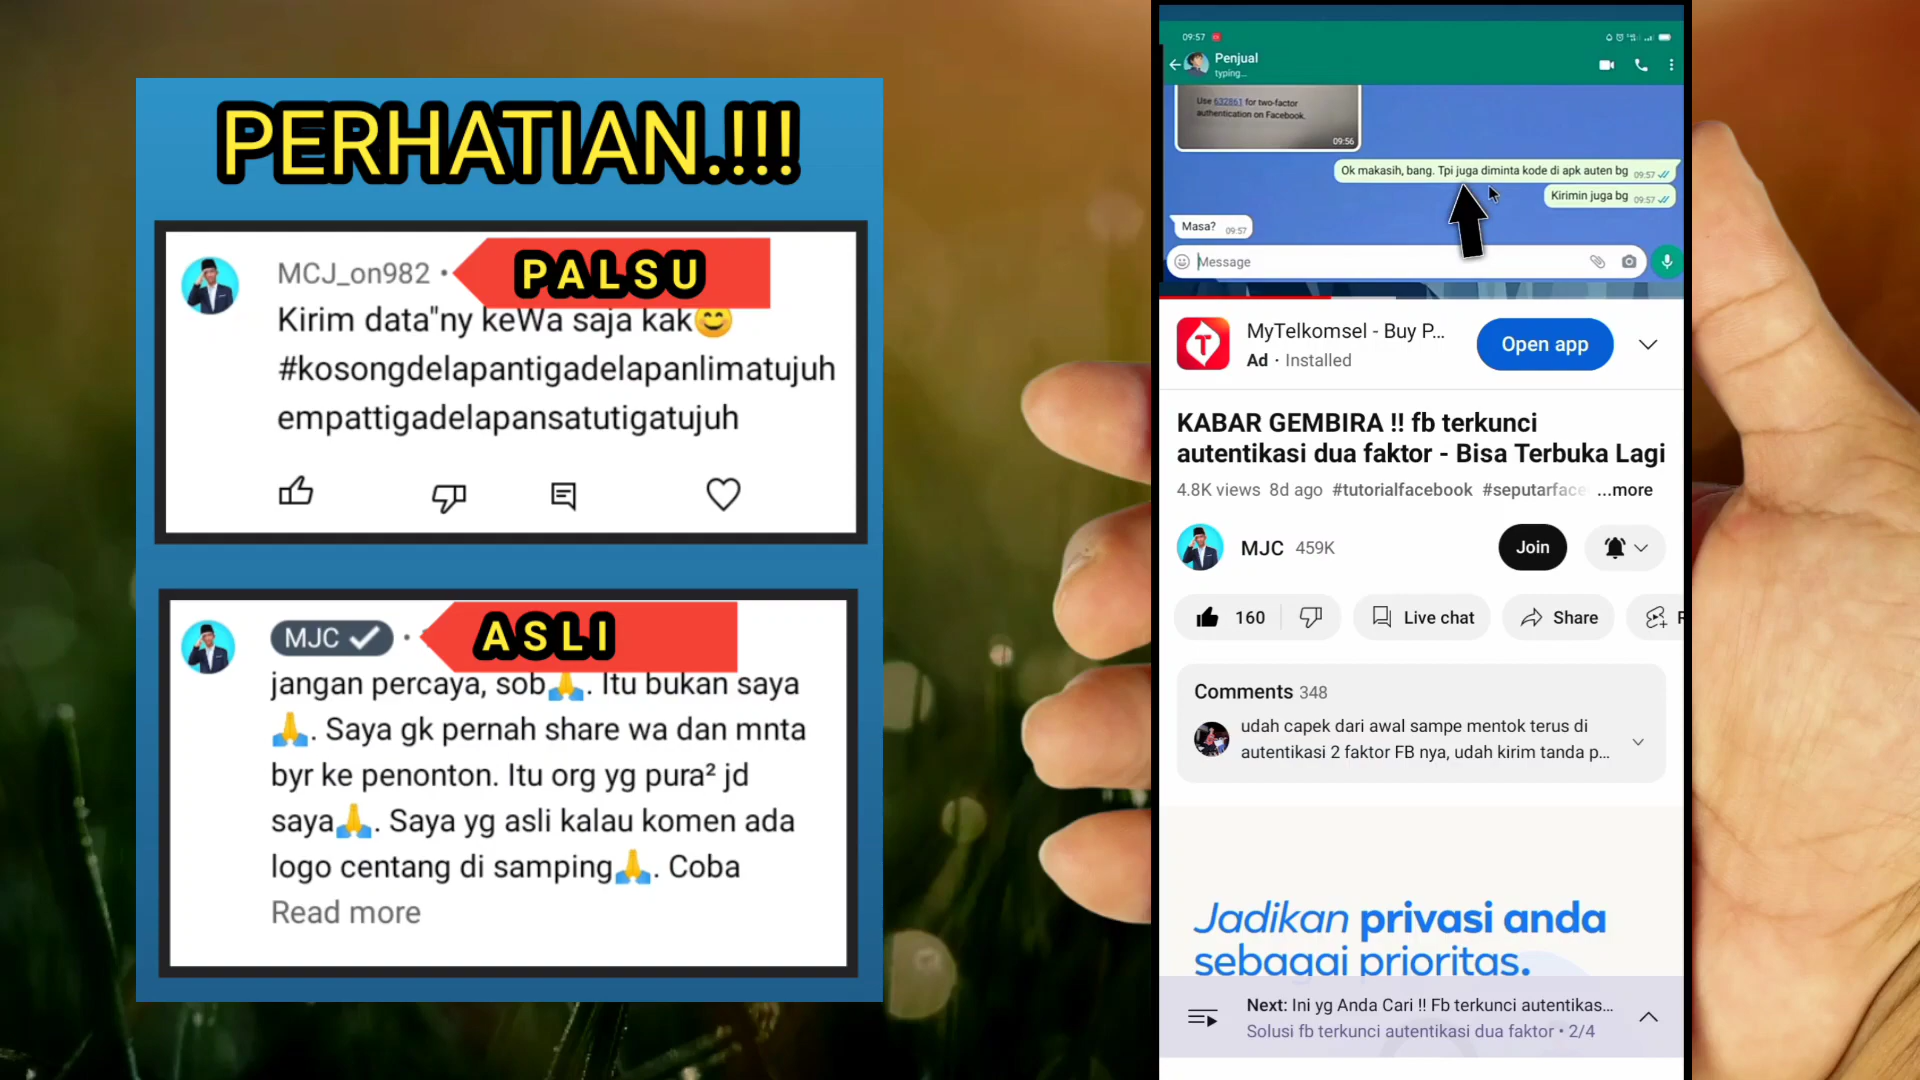 PERHATIAN.!!!
MCJ_on982 •
PALSU
Kirim data"ny keWa saja kak😊
#kosongdelapantigadelapanlimatujuh
empattigadelapansatutigatujuh
MJC ✔ •
ASLI
jangan percaya, sob🙏. Itu bukan saya
🙏. Saya gk pernah share wa dan mnta
byr ke penonton. Itu org yg pura² jd
saya🙏. Saya yg asli kalau komen ada
logo centang di samping🙏. Coba
Read more
09:57
Penjual
typing...
Use 632861 for two-factor
authentication on Facebook.
09:56
Ok makasih, bang. Tpi juga diminta kode di apk auten bg 09:57
Kirimin juga bg 09:57
Masa? 09:57
Message
MyTelkomsel - Buy P...
Ad · Installed
Open app
KABAR GEMBIRA !! fb terkunci
autentikasi dua faktor - Bisa Terbuka Lagi
4.8K views 8d ago #tutorialfacebook #seputarface ...more
MJC 459K
Join
160
Live chat
Share
Comments 348
udah capek dari awal sampe mentok terus di
autentikasi 2 faktor FB nya, udah kirim tanda p...
Jadikan privasi anda
sebagai prioritas.
Next: Ini yg Anda Cari !! Fb terkunci autentikas...
Solusi fb terkunci autentikasi dua faktor • 2/4